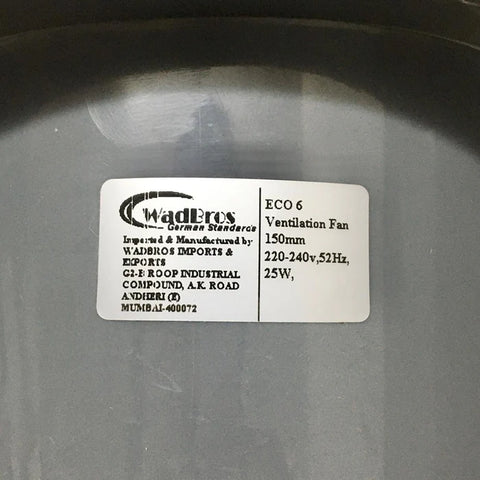 WadBros
German Standards
Imported & Manufactured by
WADBROS IMPORTS &
EXPORTS
G2-B ROOP INDUSTRIAL
COMPOUND, A.K. ROAD
ANDHERI (E)
MUMBAI-400072
ECO 6
Ventilation Fan
150mm
220-240v,52Hz,
25W,